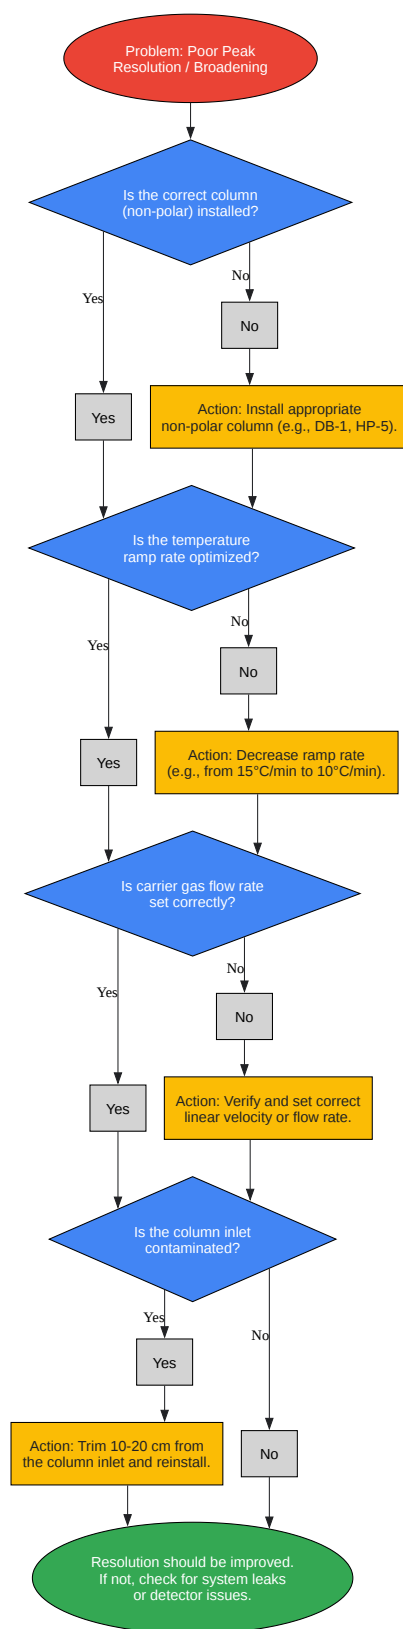 Problem: Poor Peak
Resolution / Broadening
Is the correct column
(non-polar) installed?
No
Yes
No
Yes
Action: Install appropriate
non-polar column (e.g., DB-1, HP-5).
Is the temperature
ramp rate optimized?
No
Yes
No
Yes
Action: Decrease ramp rate
(e.g., from 15°C/min to 10°C/min).
Is carrier gas flow rate
set correctly?
No
Yes
No
Yes
Action: Verify and set correct
linear velocity or flow rate.
Is the column inlet
contaminated?
Yes
No
Yes
Action: Trim 10-20 cm from
the column inlet and reinstall.
No
Resolution should be improved.
If not, check for system leaks
or detector issues.